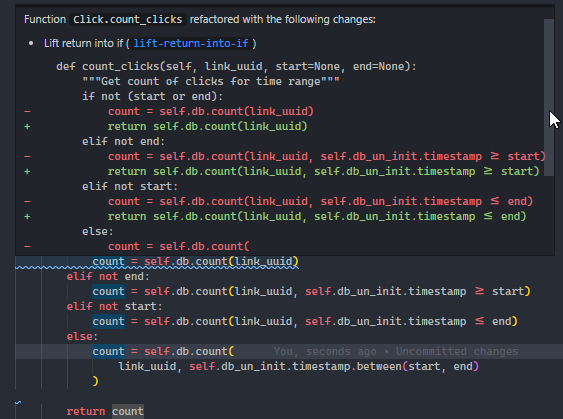 Function Click.count_clicks refactored with the following changes:
• Lift return into if ( lift-return-into-if )
def count_clicks(self, link_uuid, start=None, end=None):
"""Get count of clicks for time range"""
if not (start or end):
- count = self.db.count(link_uuid)
+ return self.db.count(link_uuid)
elif not end:
- count = self.db.count(link_uuid, self.db_un_init.timestamp ≥ start)
+ return self.db.count(link_uuid, self.db_un_init.timestamp ≥ start)
elif not start:
- count = self.db.count(link_uuid, self.db_un_init.timestamp ≤ end)
+ return self.db.count(link_uuid, self.db_un_init.timestamp ≤ end)
else:
- count = self.db.count(
count = self.db.count(link_uuid)
elif not end:
count = self.db.count(link_uuid, self.db_un_init.timestamp ≥ start)
elif not start:
count = self.db.count(link_uuid, self.db_un_init.timestamp ≤ end)
else:
count = self.db.count( You, seconds ago • Uncommitted changes
link_uuid, self.db_un_init.timestamp.between(start, end)
)
return count